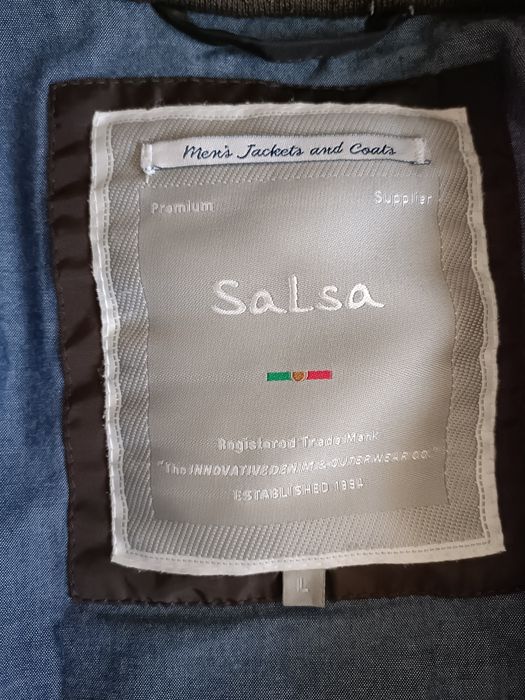 Men's Jackets and Coats
Premium Supplier
Salsa
Registered Trade Mark
"The INNOVATIVE DENIM & OUTERWEAR CO."
ESTABLISHED 1994
L